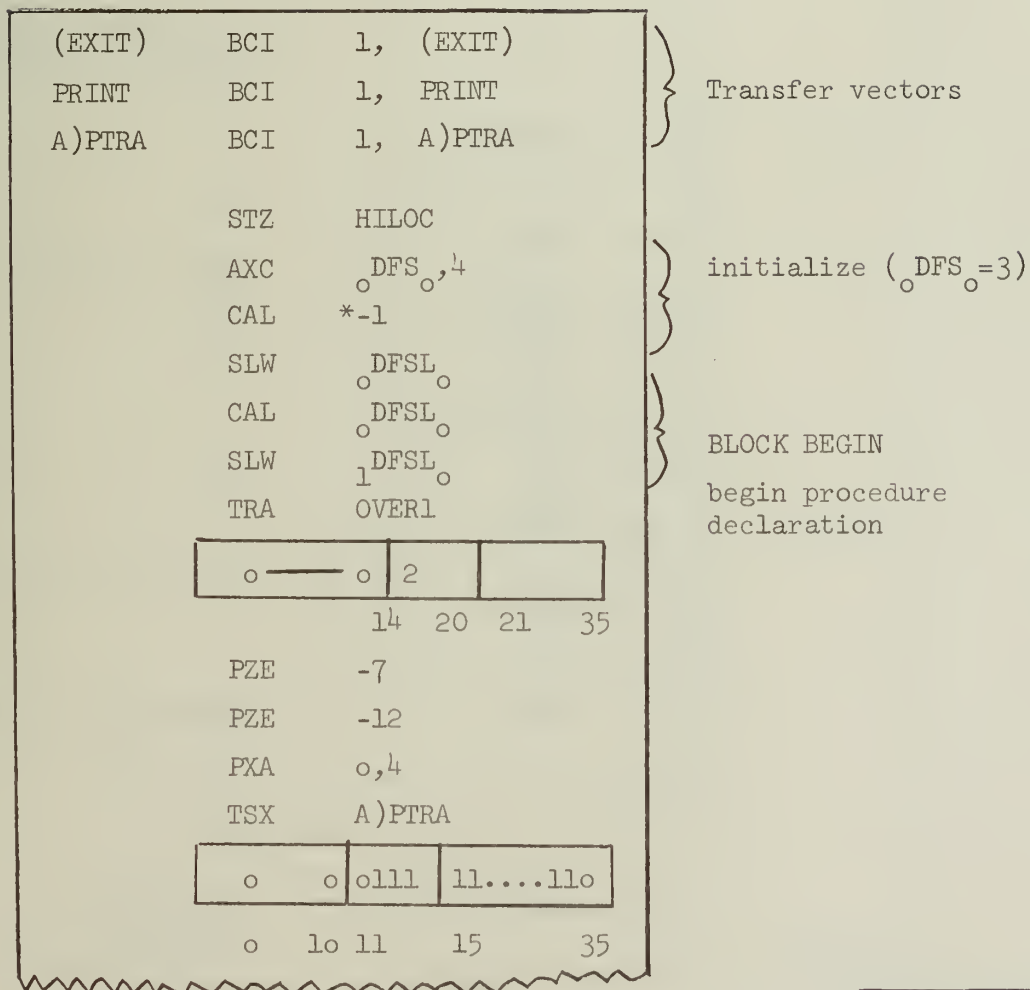 (EXIT) BCI 1, (EXIT)
PRINT BCI 1, PRINT Transfer vectors
A)PTRA BCI 1, A)PTRA
STZ HILOC
AXC oDFSo,4 initialize (oDFSo=3)
CAL *-1
SLW oDFSLo
CAL oDFSLo
SLW 1DFSLo BLOCK BEGIN
TRA OVER1 begin procedure
declaration
o — o 2
14 20 21 35
PZE -7
PZE -12
PXA o,4
TSX A)PTRA
o o o111 11....11o
o 1o 11 15 35